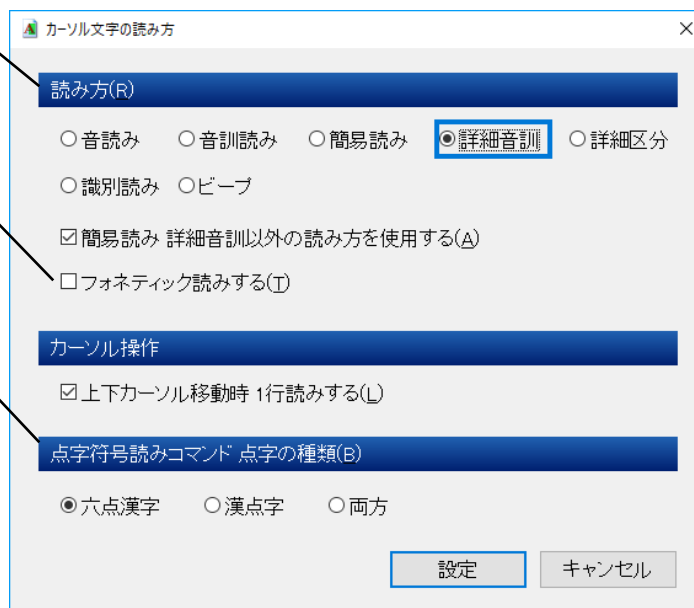 カーソル文字の読み方
読み方(R)
音読み 音訓読み 簡易読み 詳細音訓 詳細区分
識別読み ビープ
簡易読み 詳細音訓以外の読み方を使用する(A)
フォネティック読みする(T)
カーソル操作
上下カーソル移動時 1行読みする(L)
点字符号読みコマンド 点字の種類(B)
六点漢字 漢点字 両方
設定 キャンセル